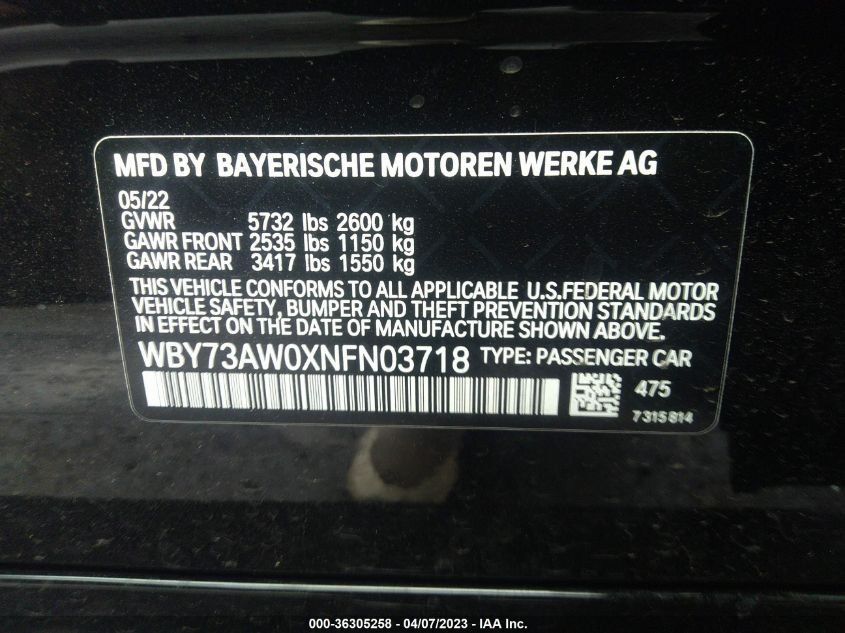 MFD BY BAYERISCHE MOTOREN WERKE AG
05/22
GVWR 5732 lbs 2600 kg
GAWR FRONT 2535 lbs 1150 kg
GAWR REAR 3417 lbs 1550 kg
THIS VEHICLE CONFORMS TO ALL APPLICABLE U.S.FEDERAL MOTOR
VEHICLE SAFETY, BUMPER AND THEFT PREVENTION STANDARDS
IN EFFECT ON THE DATE OF MANUFACTURE SHOWN ABOVE.
WBY73AW0XNFN03718 TYPE: PASSENGER CAR
475
7315814
000-36305258 - 04/07/2023 - IAA Inc.